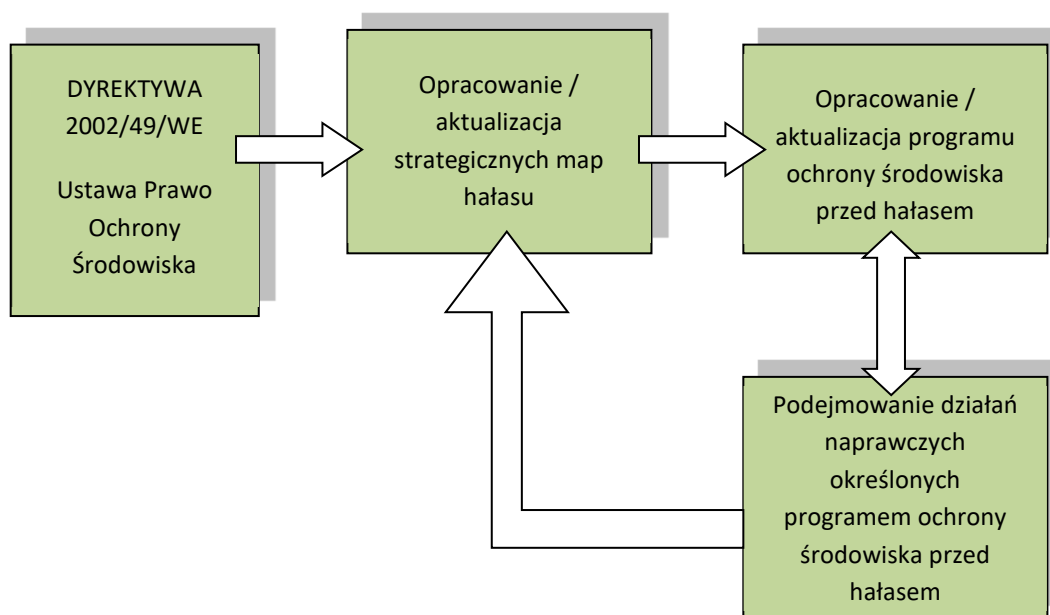 DYREKTYWA
2002/49/WE
Ustawa Prawo
Ochrony
Środowiska
Opracowanie /
aktualizacja
strategicznych map
hałasu
Opracowanie /
aktualizacja programu
ochrony środowiska
przed hałasem
Podejmowanie działań
naprawczych
określonych
programem ochrony
środowiska przed
hałasem